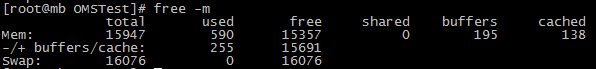 [root@mb OMSTest]# free -m
total used free shared buffers cached
Mem: 15947 590 15357 0 195 138
-/+ buffers/cache: 255 15691
Swap: 16076 0 16076